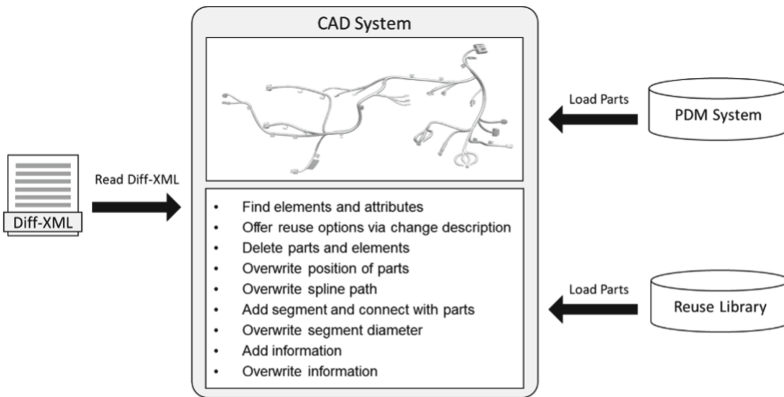 CAD System
Load Parts
PDM System
Read Diff-XML
Diff-XML
• Find elements and attributes
• Offer reuse options via change description
• Delete parts and elements
• Overwrite position of parts
• Overwrite spline path
• Add segment and connect with parts
• Overwrite segment diameter
• Add information
• Overwrite information
Load Parts
Reuse Library